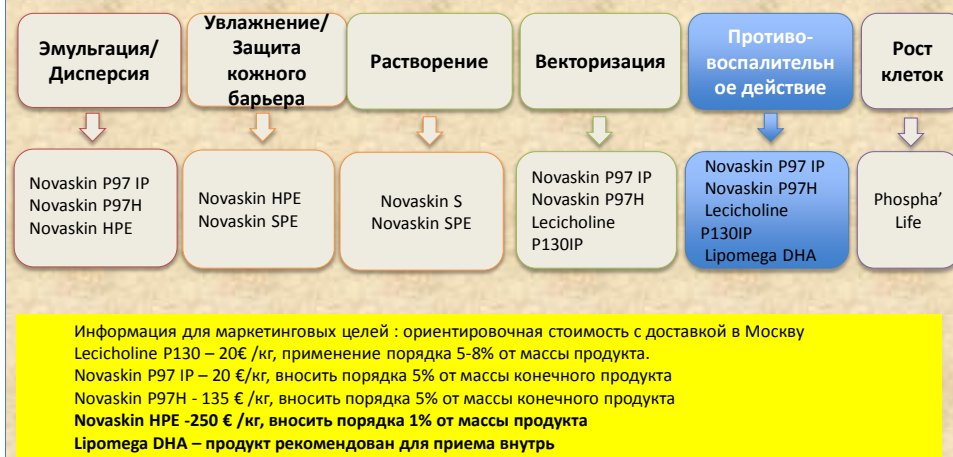 Эмульгация/
Дисперсия
Увлажнение/
Защита
кожного
барьера
Растворение
Векторизация
Противо-
воспалительн
ое действие
Рост
клеток
Novaskin P97 IP
Novaskin P97H
Novaskin HPE
Novaskin HPE
Novaskin SPE
Novaskin S
Novaskin SPE
Novaskin P97 IP
Novaskin P97H
Lecicholine
P130IP
Novaskin P97 IP
Novaskin P97H
Lecicholine
P130IP
Lipomega DHA
Phospha’
Life
Информация для маркетинговых целей : ориентировочная стоимость с доставкой в Москву
Lecicholine P130 – 20€ /кг, применение порядка 5-8% от массы продукта.
Novaskin P97 IP – 20 €/кг, вносить порядка 5% от массы конечного продукта
Novaskin P97H - 135 € /кг, вносить порядка 5% от массы конечного продукта
Novaskin HPE -250 € /кг, вносить порядка 1% от массы продукта
Lipomega DHA – продукт рекомендован для приема внутрь